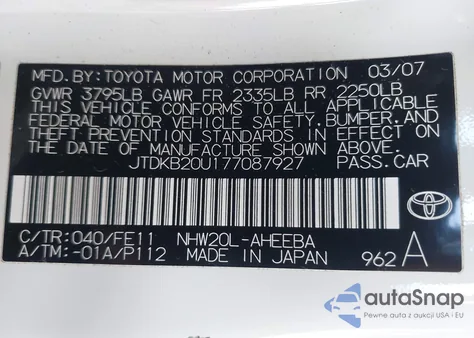 MFD.BY: TOYOTA MOTOR CORPORATION 03/07
GVWR 3795LB GAWR FR 2335LB RR 2250LB
THIS VEHICLE CONFORMS TO ALL APPLICABLE
FEDERAL MOTOR VEHICLE SAFETY,BUMPER,AND
THEFT PREVENTION STANDARDS IN EFFECT ON
THE DATE OF MANUFACTURE SHOWN ABOVE.
JTDKB20U177087927 PASS.CAR
C/TR: 040/FE11 NHW20L-AHEEBA
A/TM: -01A/P112 MADE IN JAPAN 962 A
autoSnap
Pewne auta z aukcji USA i EU